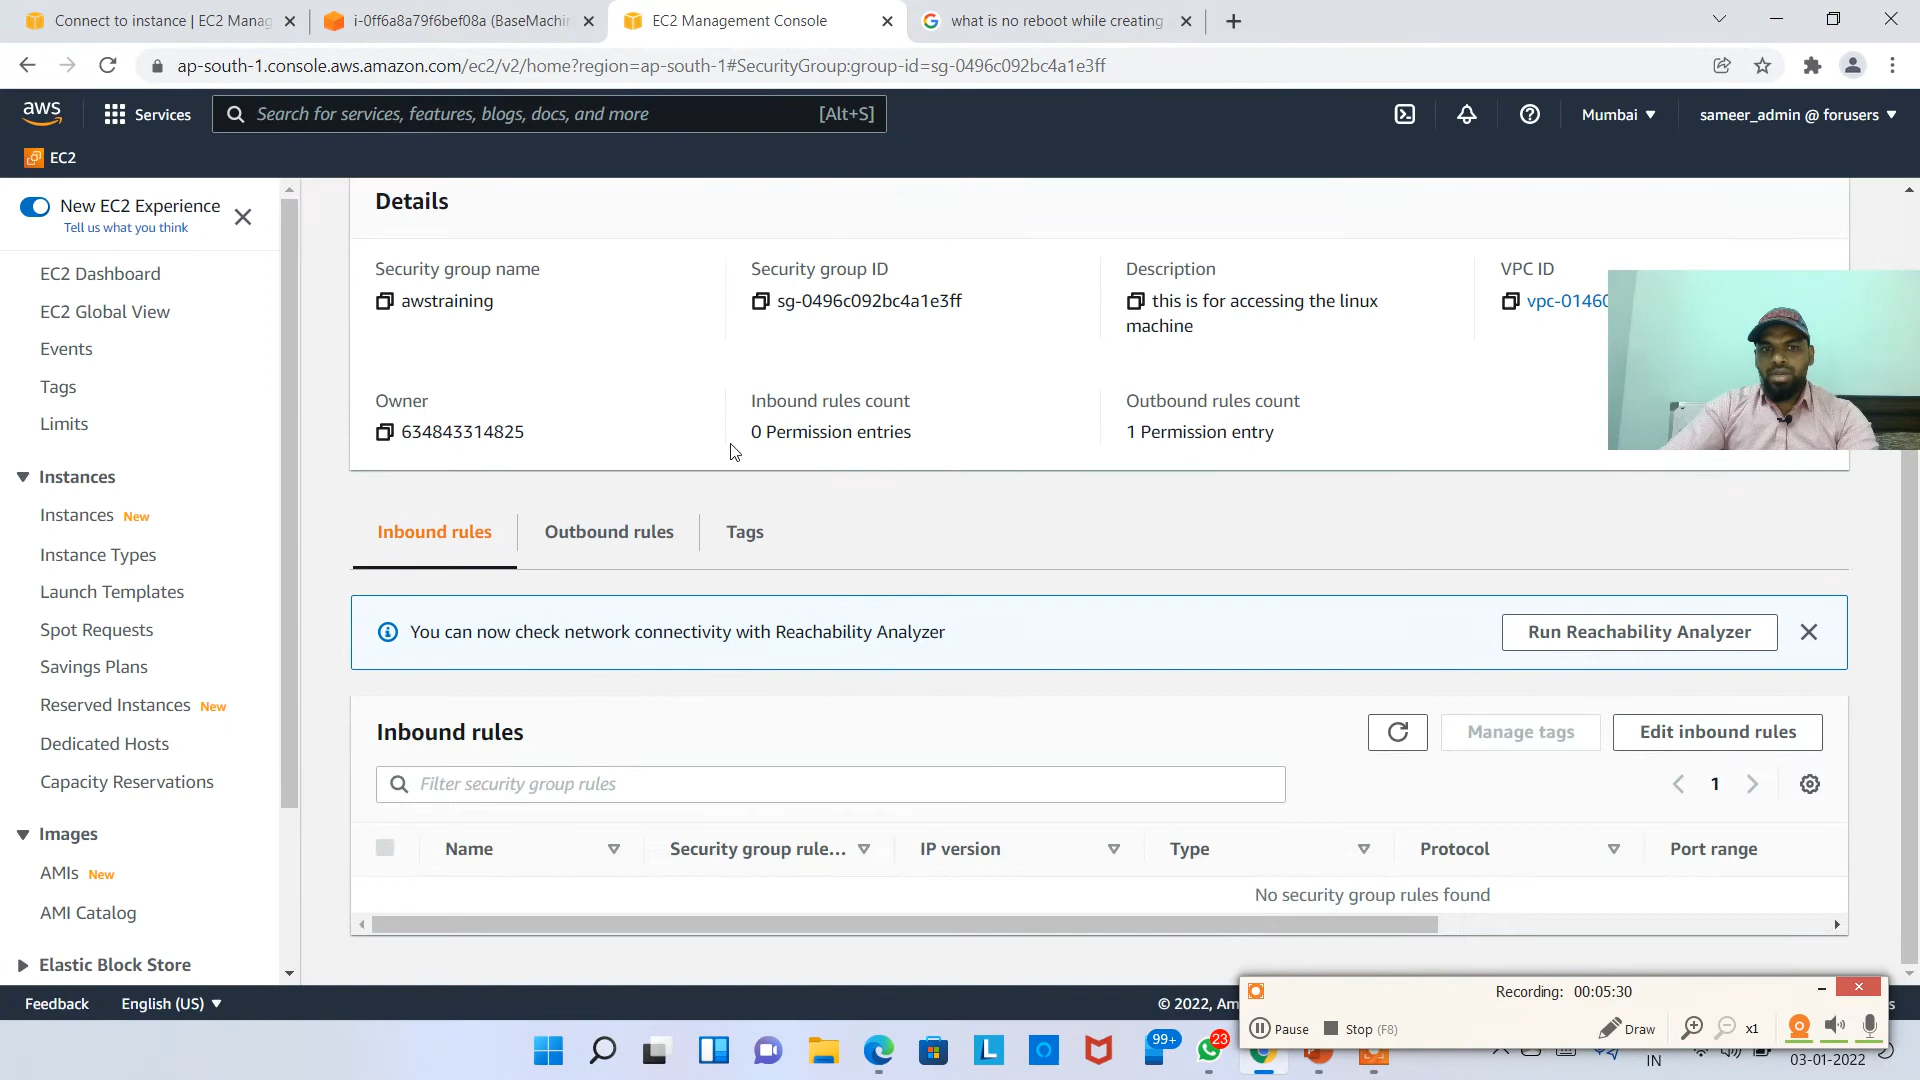 Connect to instance | EC2 Manag
i-0ff6a8a79f6bef08a (BaseMachin
EC2 Management Console
what is no reboot while creating
ap-south-1.console.aws.amazon.com/ec2/v2/home?region=ap-south-1#SecurityGroup:group-id=sg-0496c092bc4a1e3ff
aws
Services
Search for services, features, blogs, docs, and more
[Alt+S]
Mumbai
sameer_admin @ forusers
EC2
New EC2 Experience
Tell us what you think
EC2 Dashboard
EC2 Global View
Events
Tags
Limits
Instances
Instances New
Instance Types
Launch Templates
Spot Requests
Savings Plans
Reserved Instances New
Dedicated Hosts
Capacity Reservations
Images
AMIs New
AMI Catalog
Elastic Block Store
Details
Security group name
awstraining
Security group ID
sg-0496c092bc4a1e3ff
Description
this is for accessing the linux
machine
VPC ID
vpc-01460
Owner
634843314825
Inbound rules count
0 Permission entries
Outbound rules count
1 Permission entry
Inbound rules
Outbound rules
Tags
You can now check network connectivity with Reachability Analyzer
Run Reachability Analyzer
Inbound rules
Manage tags
Edit inbound rules
Filter security group rules
1
Name
Security group rule...
IP version
Type
Protocol
Port range
No security group rules found
Feedback
English (US)
© 2022, Am
Recording: 00:05:30
Pause
Stop (F8)
Draw
x1
99+
23
IN
03-01-2022